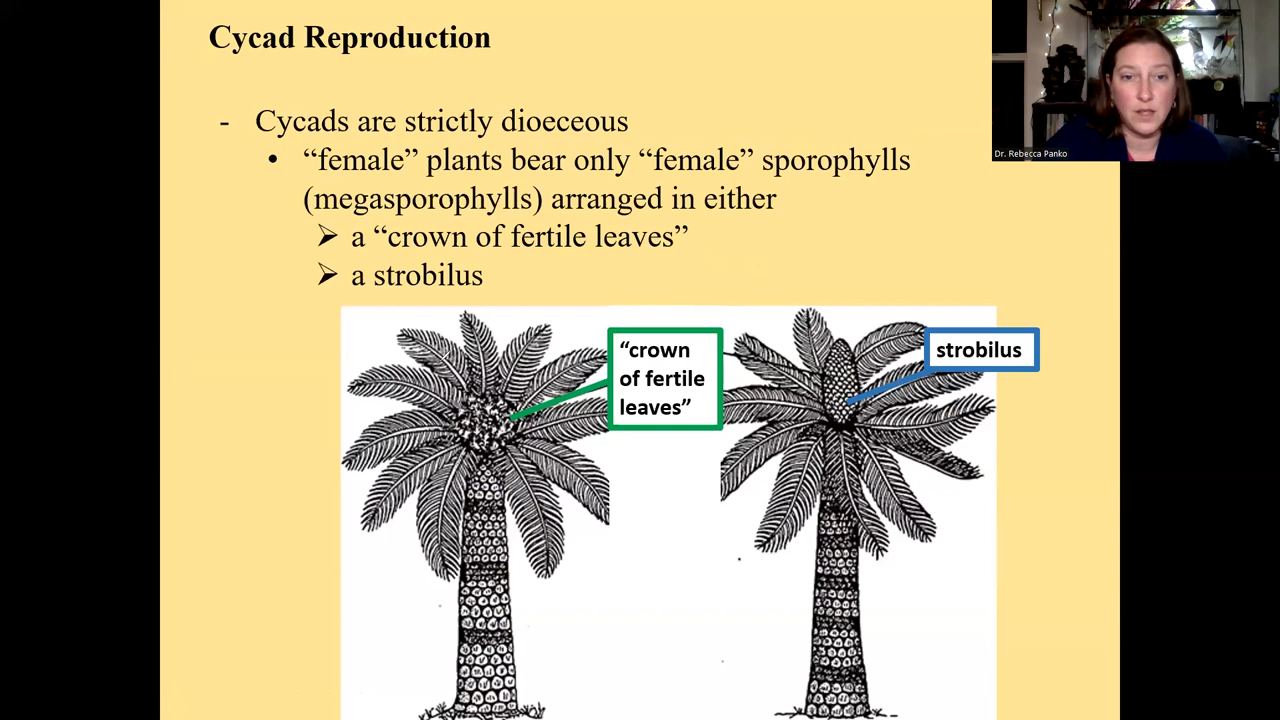 Cycad Reproduction
- Cycads are strictly dioeceous
• “female” plants bear only “female” sporophylls
(megasporophylls) arranged in either
➢ a “crown of fertile leaves”
➢ a strobilus
“crown
of fertile
leaves”
strobilus
Dr. Rebecca Panko